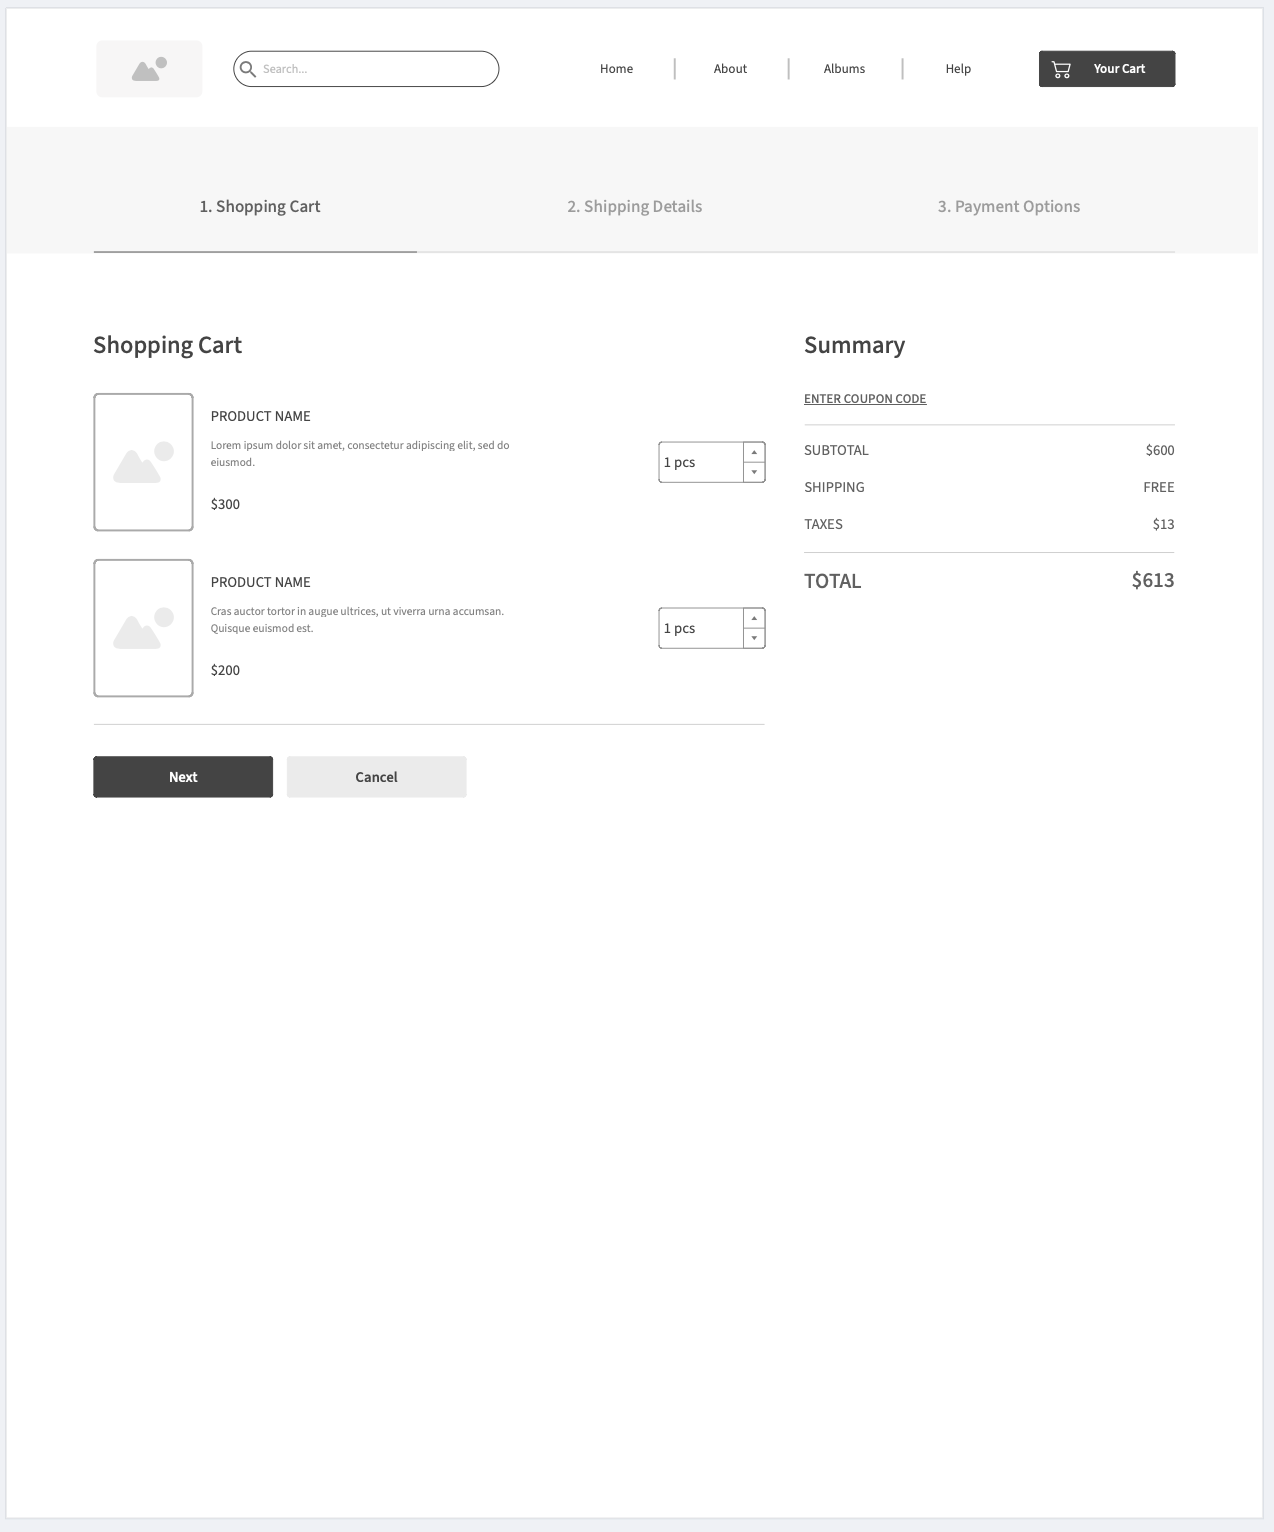 Search...
Home
About
Albums
Help
Your Cart
1. Shopping Cart
2. Shipping Details
3. Payment Options
Shopping Cart
PRODUCT NAME
Lorem ipsum dolor sit amet, consectetur adipiscing elit, sed do
eiusmod.
$300
1 pcs
PRODUCT NAME
Cras auctor tortor in augue ultrices, ut viverra urna accumsan.
Quisque euismod est.
$200
1 pcs
Next
Cancel
Summary
ENTER COUPON CODE
SUBTOTAL $600
SHIPPING FREE
TAXES $13
TOTAL $613